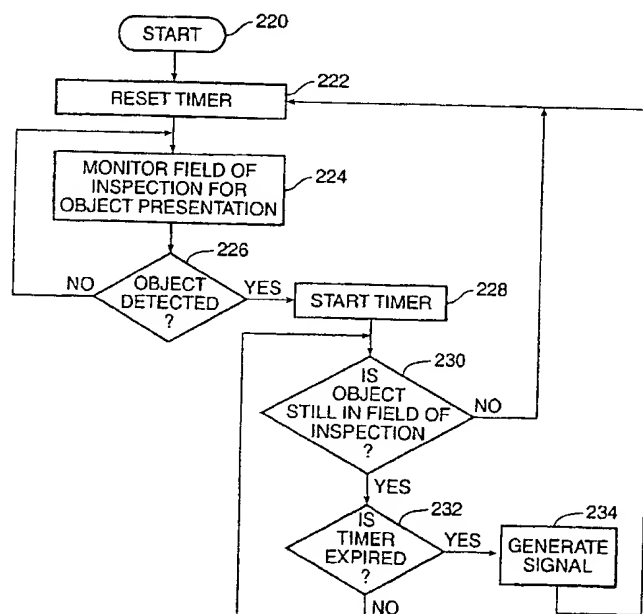 START
220
RESET TIMER
222
MONITOR FIELD OF
INSPECTION FOR
OBJECT PRESENTATION
224
226
OBJECT
DETECTED
?
NO
YES
START TIMER
228
230
IS
OBJECT
STILL IN FIELD OF
INSPECTION
?
NO
YES
232
IS
TIMER
EXPIRED
?
YES
NO
234
GENERATE
SIGNAL